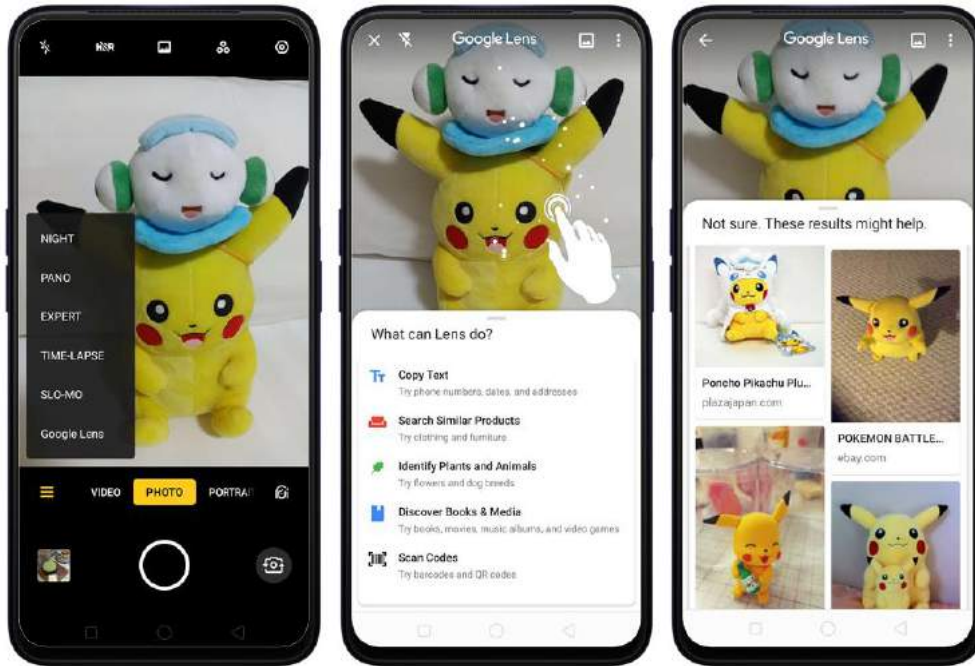 NIGHT
PANO
EXPERT
TIME-LAPSE
SLO-MO
Google Lens
VIDEO
PHOTO
PORTRAI
Google Lens
What can Lens do?
Copy Text
Try phone numbers, dates, and addresses
Search Similar Products
Try clothing and furniture
Identify Plants and Animals
Try flowers and dog breeds
Discover Books & Media
Try books, movies, music albums, and video games
Scan Codes
Try barcodes and QR codes
Google Lens
Not sure. These results might help.
Poncho Pikachu Plu...
plazajapan.com
POKEMON BATTLE...
ebay.com